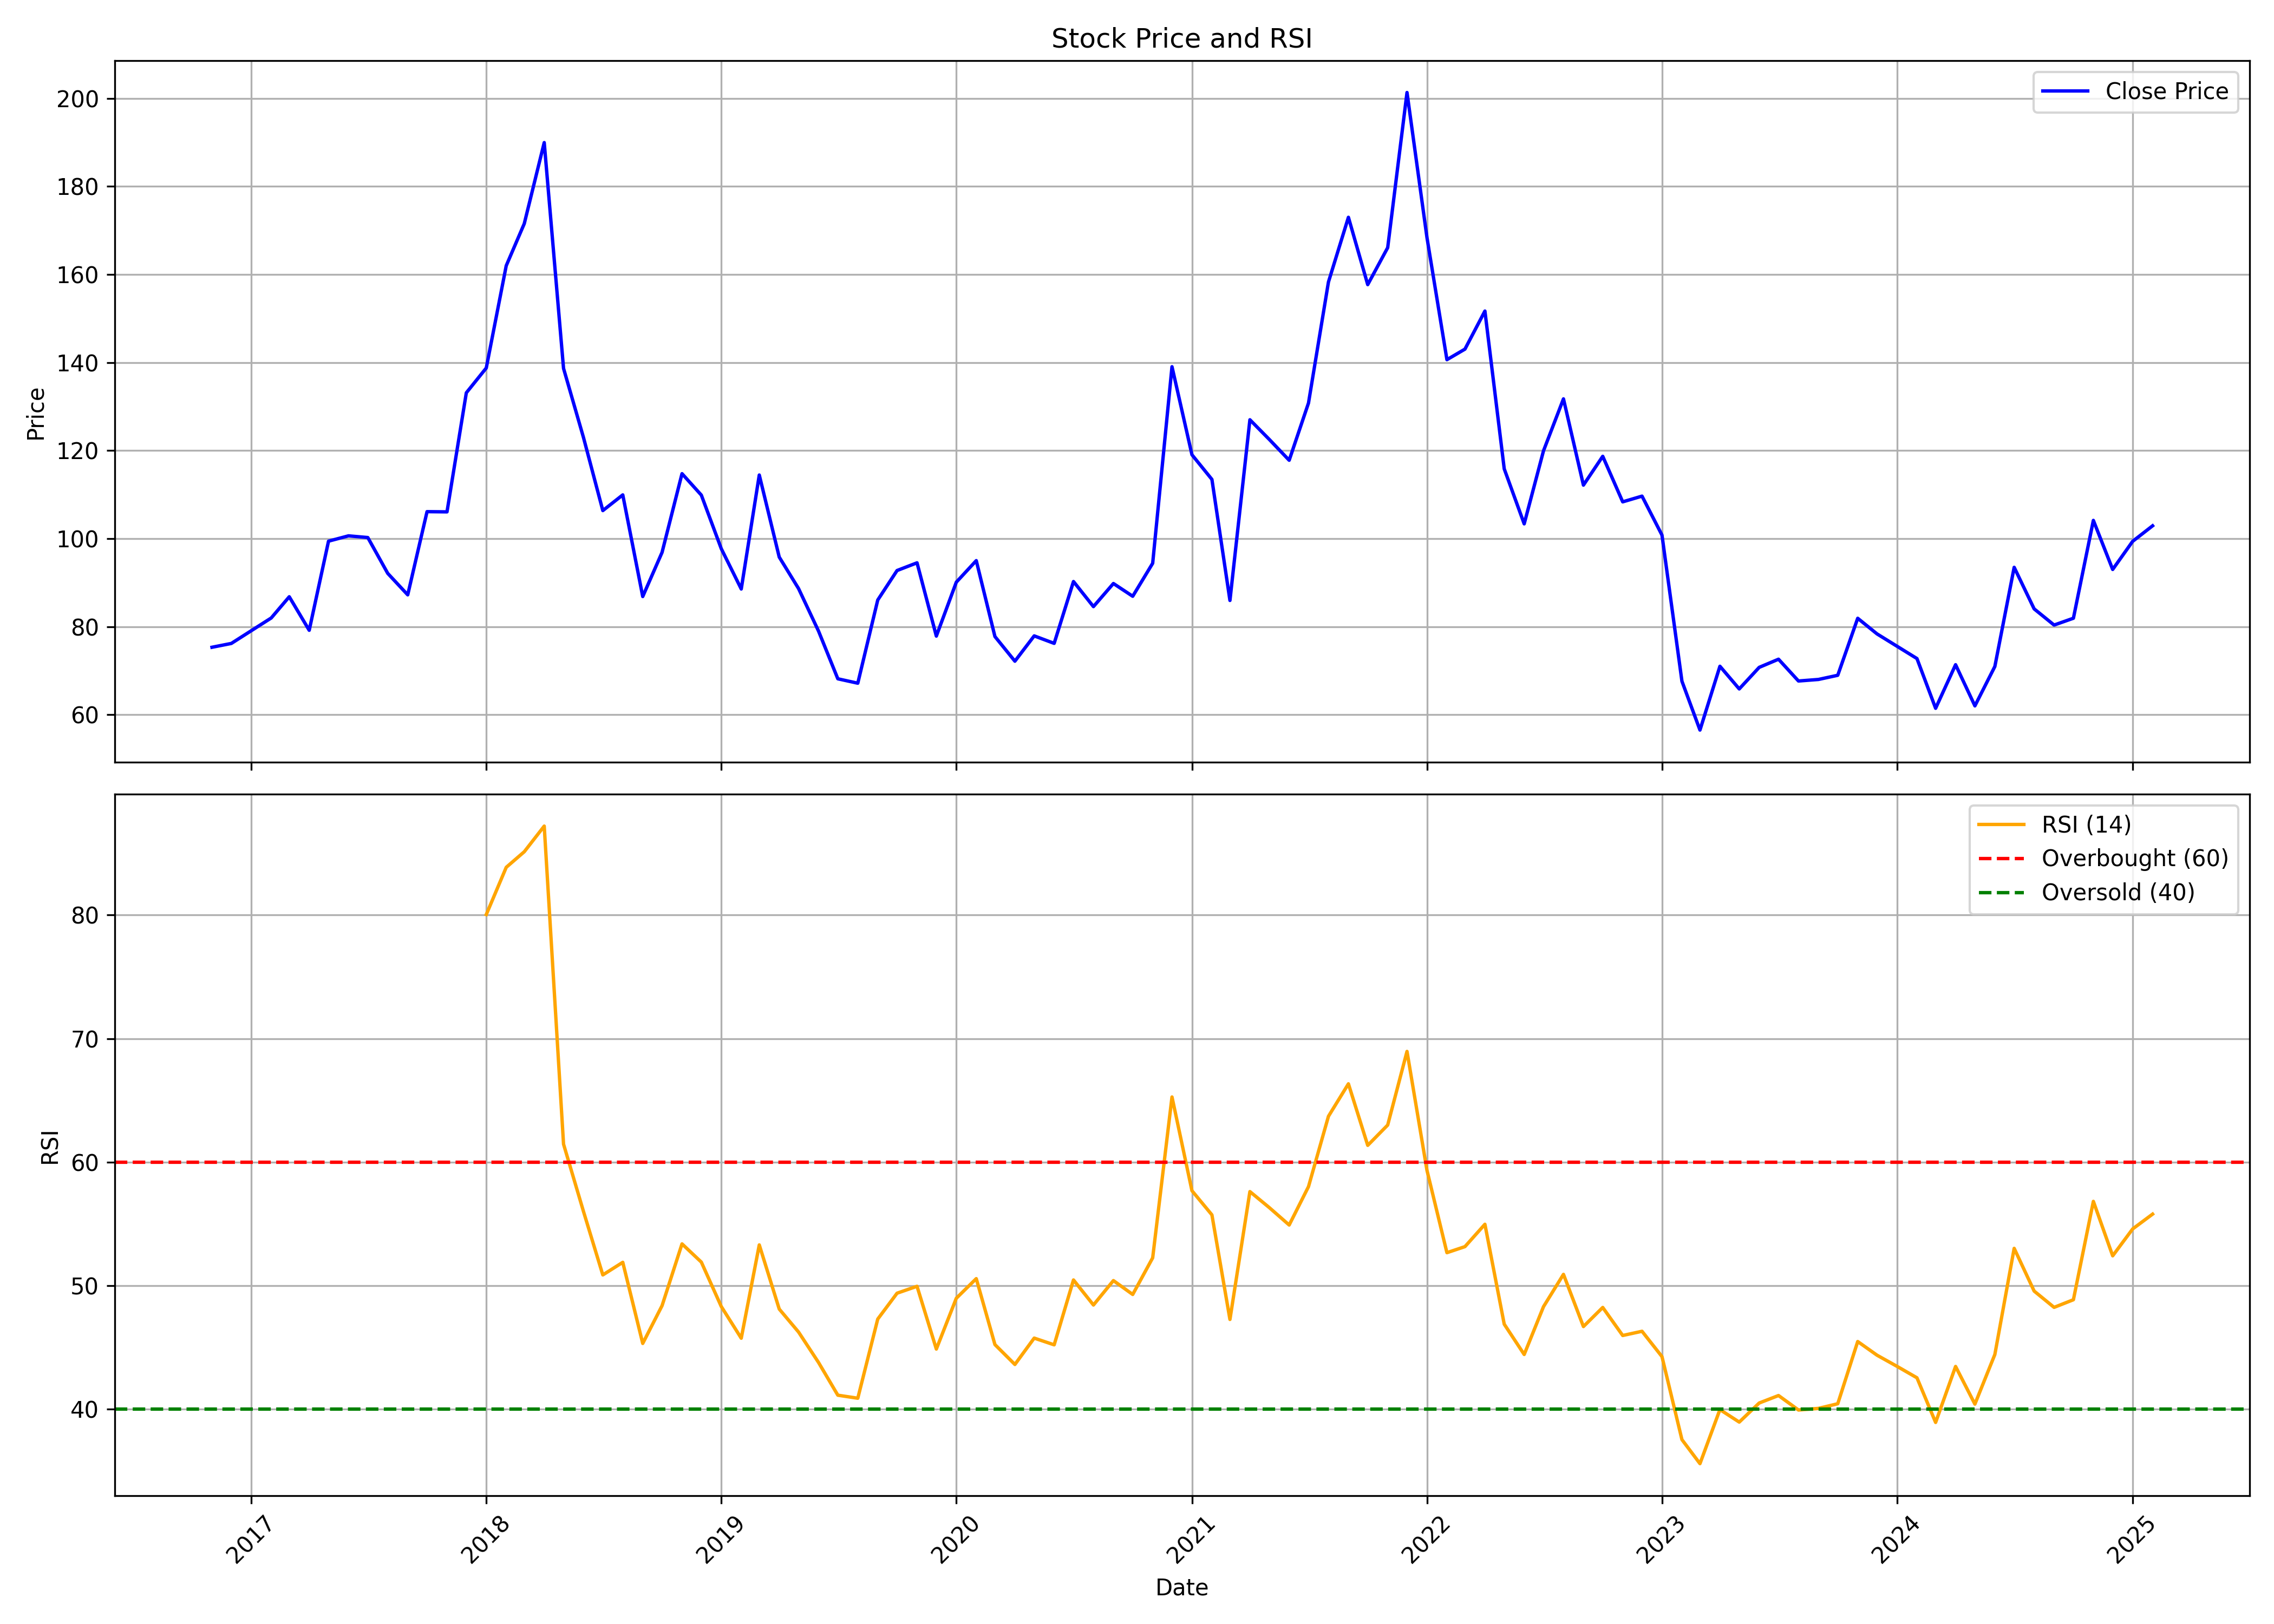 Stock Price and RSI
Close Price
Price
200
180
160
140
120
100
80
60
RSI (14)
Overbought (60)
Oversold (40)
RSI
80
70
60
50
40
2017
2018
2019
2020
2021
2022
2023
2024
2025
Date